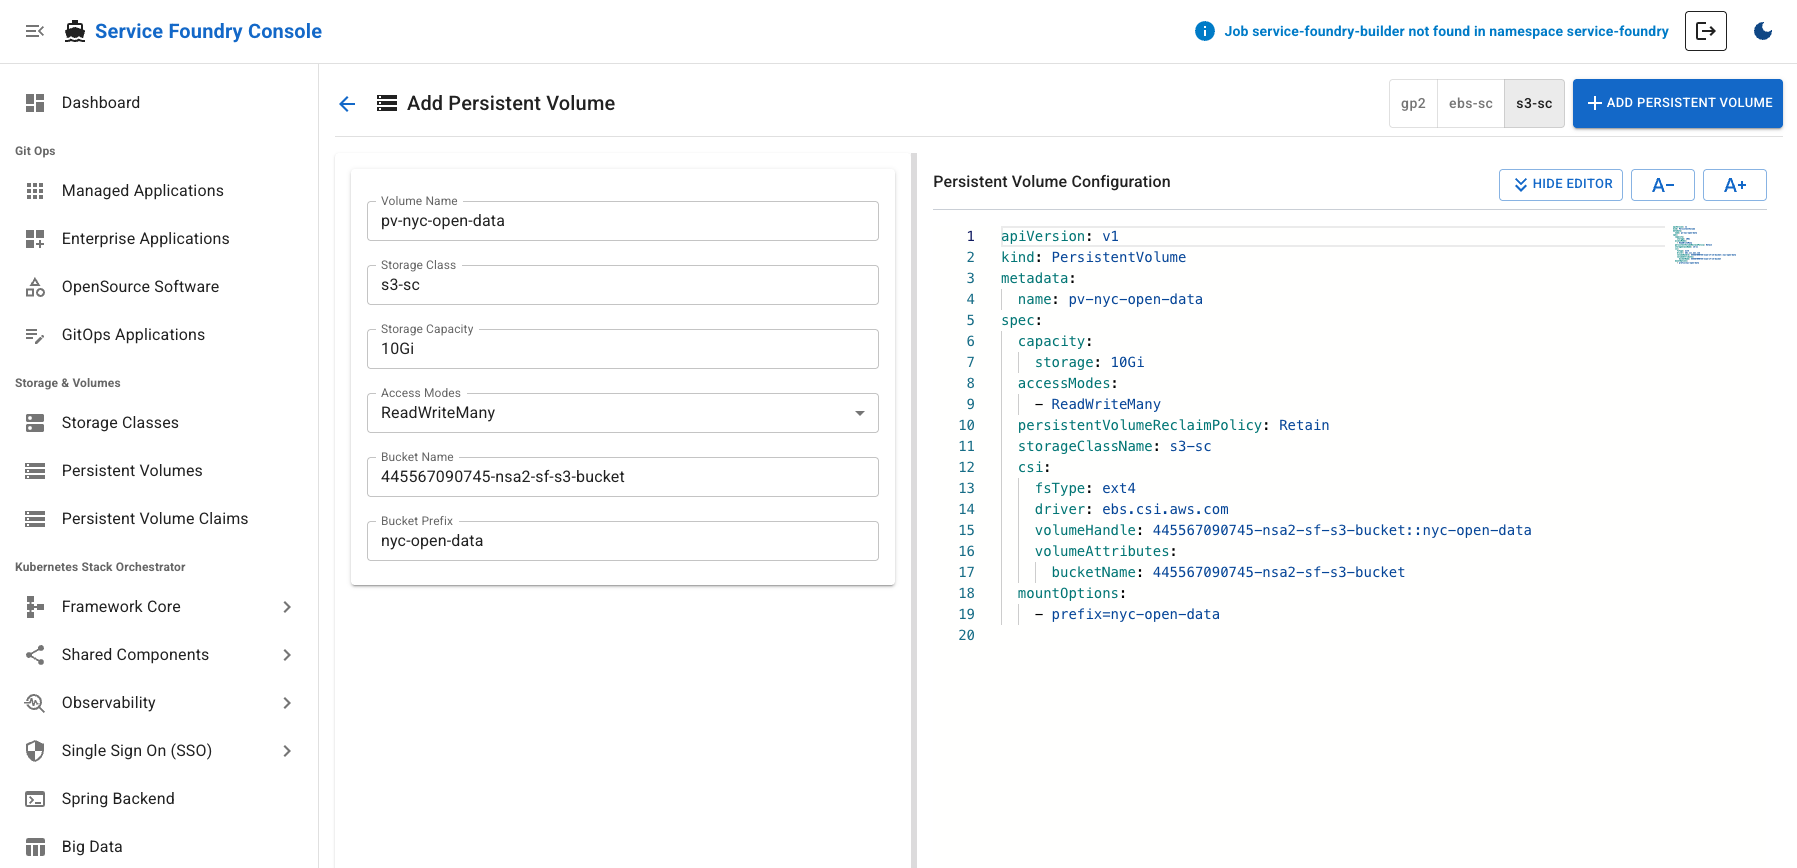 Service Foundry Console
Job service-foundry-builder not found in namespace service-foundry
Dashboard
Git Ops
Managed Applications
Enterprise Applications
OpenSource Software
GitOps Applications
Storage & Volumes
Storage Classes
Persistent Volumes
Persistent Volume Claims
Kubernetes Stack Orchestrator
Framework Core
Shared Components
Observability
Single Sign On (SSO)
Spring Backend
Big Data
Add Persistent Volume
gp2
ebs-sc
s3-sc
ADD PERSISTENT VOLUME
Volume Name
pv-nyc-open-data
Storage Class
s3-sc
Storage Capacity
10Gi
Access Modes
ReadWriteMany
Bucket Name
445567090745-nsa2-sf-s3-bucket
Bucket Prefix
nyc-open-data
Persistent Volume Configuration
HIDE EDITOR
A−
A+
1 apiVersion: v1
2 kind: PersistentVolume
3 metadata:
4 name: pv-nyc-open-data
5 spec:
6 capacity:
7 storage: 10Gi
8 accessModes:
9 - ReadWriteMany
10 persistentVolumeReclaimPolicy: Retain
11 storageClassName: s3-sc
12 csi:
13 fsType: ext4
14 driver: ebs.csi.aws.com
15 volumeHandle: 445567090745-nsa2-sf-s3-bucket::nyc-open-data
16 volumeAttributes:
17 bucketName: 445567090745-nsa2-sf-s3-bucket
18 mountOptions:
19 - prefix=nyc-open-data
20